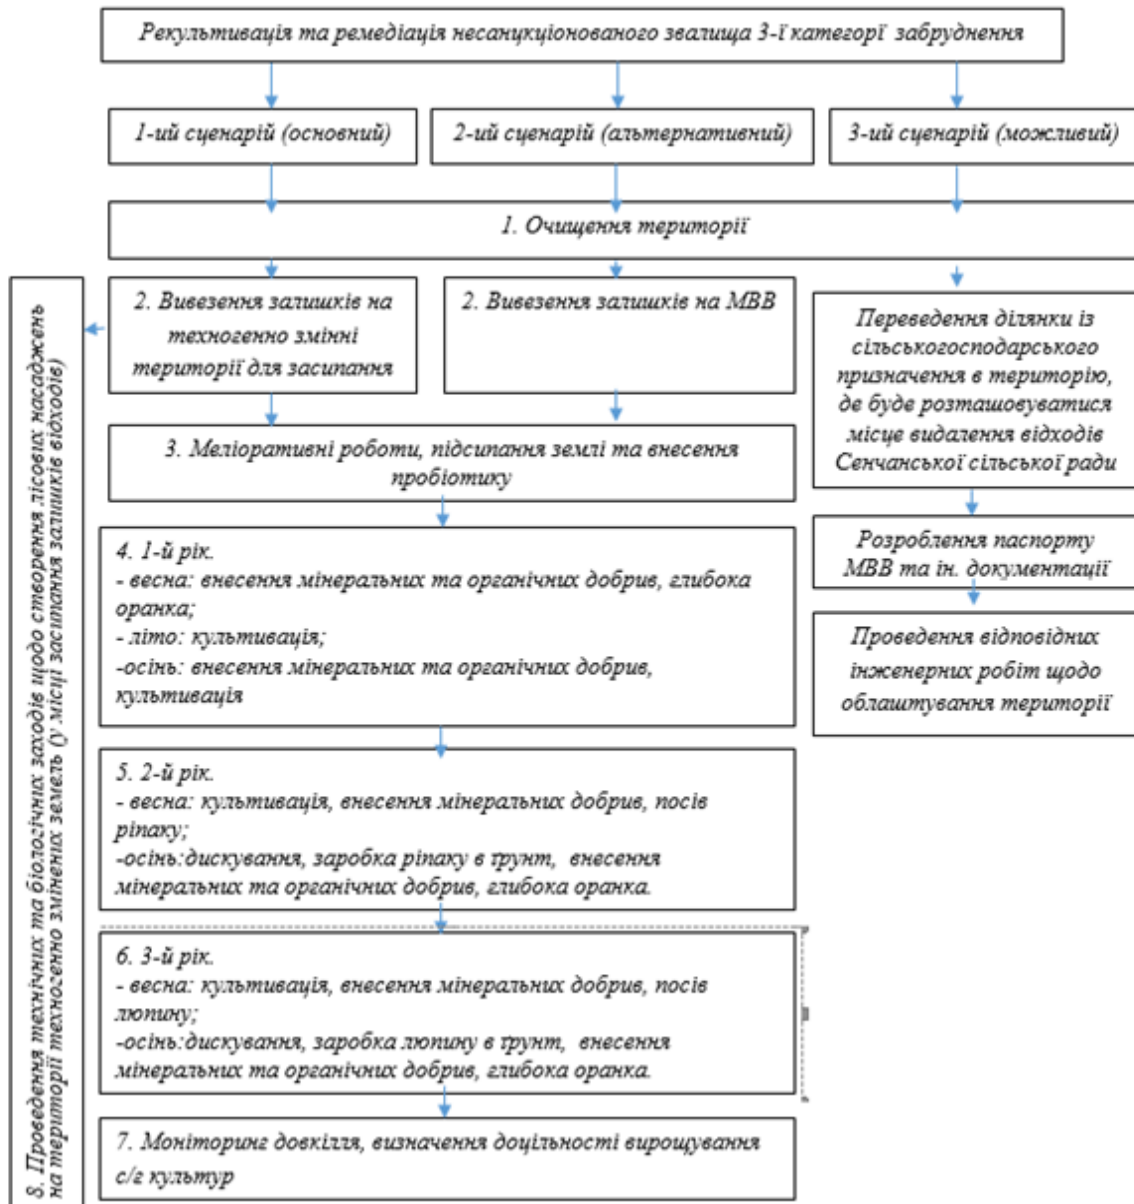 Рекультивація та ремедіація несанкціонованого звалища 3-ї категорії забруднення
1-ий сценарій (основний)
2-ий сценарій (альтернативний)
3-ий сценарій (можливий)
1. Очищення території
2. Вивезення залишків на
техногенно змінні
території для засипання
2. Вивезення залишків на МВВ
Переведення ділянки із
сільськогосподарського
призначення в територію,
де буде розташовуватися
місце видалення відходів
Сенчанської сільської ради
3. Меліоративні роботи, підсипання землі та внесення
пробіотику
Розроблення паспорту
МВВ та ін. документації
4. 1-й рік.
- весна: внесення мінеральних та органічних добрив, глибока
оранка;
- літо: культивація;
-осінь: внесення мінеральних та органічних добрив,
культивація
Проведення відповідних
інженерних робіт щодо
облаштування території
5. 2-й рік.
- весна: культивація, внесення мінеральних добрив, посів
ріпаку;
-осінь:дискування, заробка ріпаку в ґрунт, внесення
мінеральних та органічних добрив, глибока оранка.
6. 3-й рік.
- весна: культивація, внесення мінеральних добрив, посів
люпину;
-осінь:дискування, заробка люпину в ґрунт, внесення
мінеральних та органічних добрив, глибока оранка.
7. Моніторинг довкілля, визначення доцільності вирощування
с/г культур
8. Проведення технічних та біологічних заходів щодо створення лісових насаджень
на території техногенно змінених земель (у місці засипання залишків відходів)